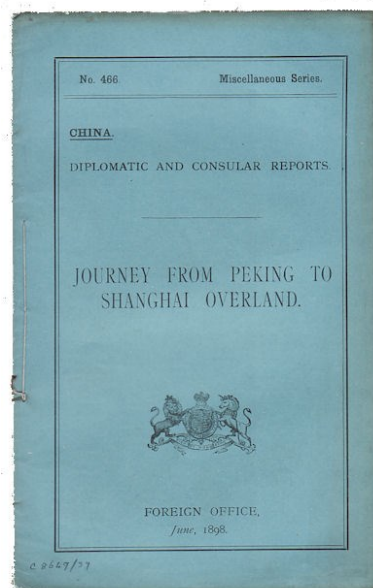 No. 466. Miscellaneous Series.
CHINA.
DIPLOMATIC AND CONSULAR REPORTS.
JOURNEY FROM PEKING TO
SHANGHAI OVERLAND.
FOREIGN OFFICE,
June, 1898.